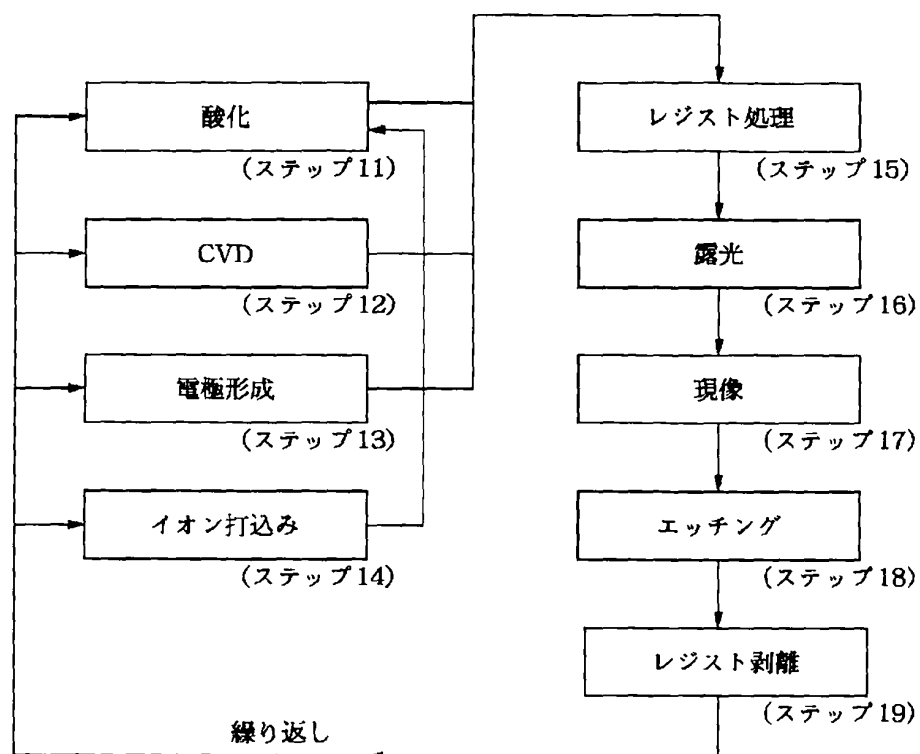 酸化
(ステップ11)
CVD
(ステップ12)
電極形成
(ステップ13)
イオン打込み
(ステップ14)
レジスト処理
(ステップ15)
露光
(ステップ16)
現像
(ステップ17)
エッチング
(ステップ18)
レジスト剥離
(ステップ19)
繰り返し